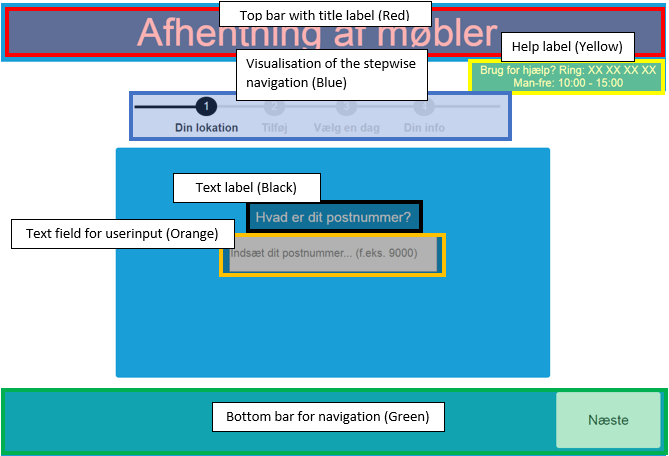 Top bar with title label (Red)
Afhentning af møbler
Help label (Yellow)
Visualisation of the stepwise
navigation (Blue)
Brug for hjælp? Ring: XX XX XX XX
Man-fre: 10:00 - 15:00
1 2 3 4
Din lokation Tilføj Vælg en dag Din info
Text label (Black)
Hvad er dit postnummer?
Text field for userinput (Orange)
Indsæt dit postnummer... (f.eks. 9000)
Bottom bar for navigation (Green)
Næste